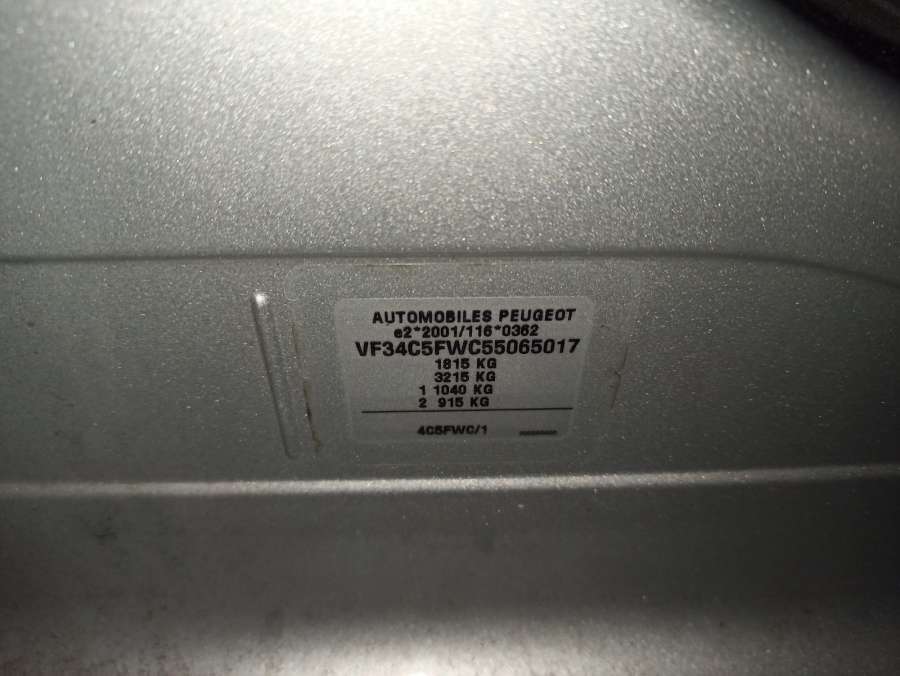 AUTOMOBILES PEUGEOT
e2*2001/116*0362
VF34C5FWC55065017
1815 KG
3215 KG
1 1040 KG
2 915 KG
4C5FWC/1